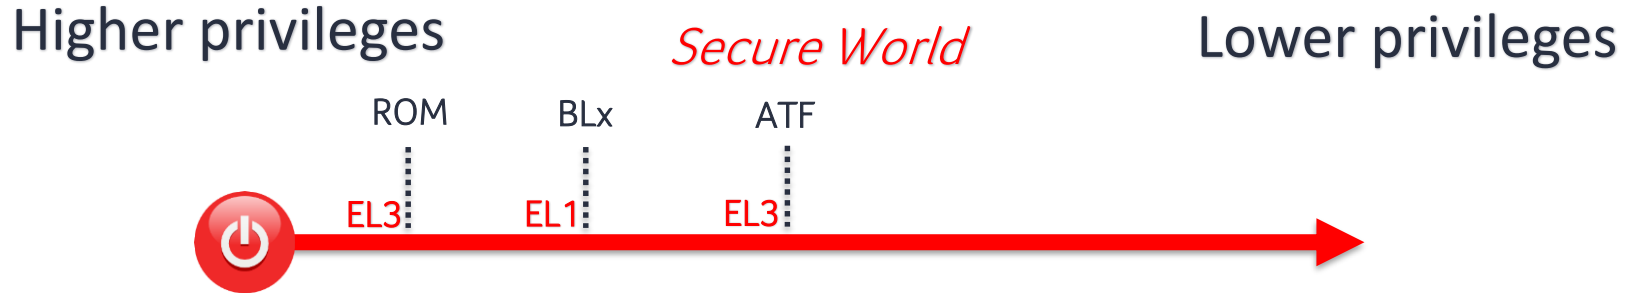 Higher privileges
Secure World
Lower privileges
ROM
BLx
ATF
EL3
EL1
EL3